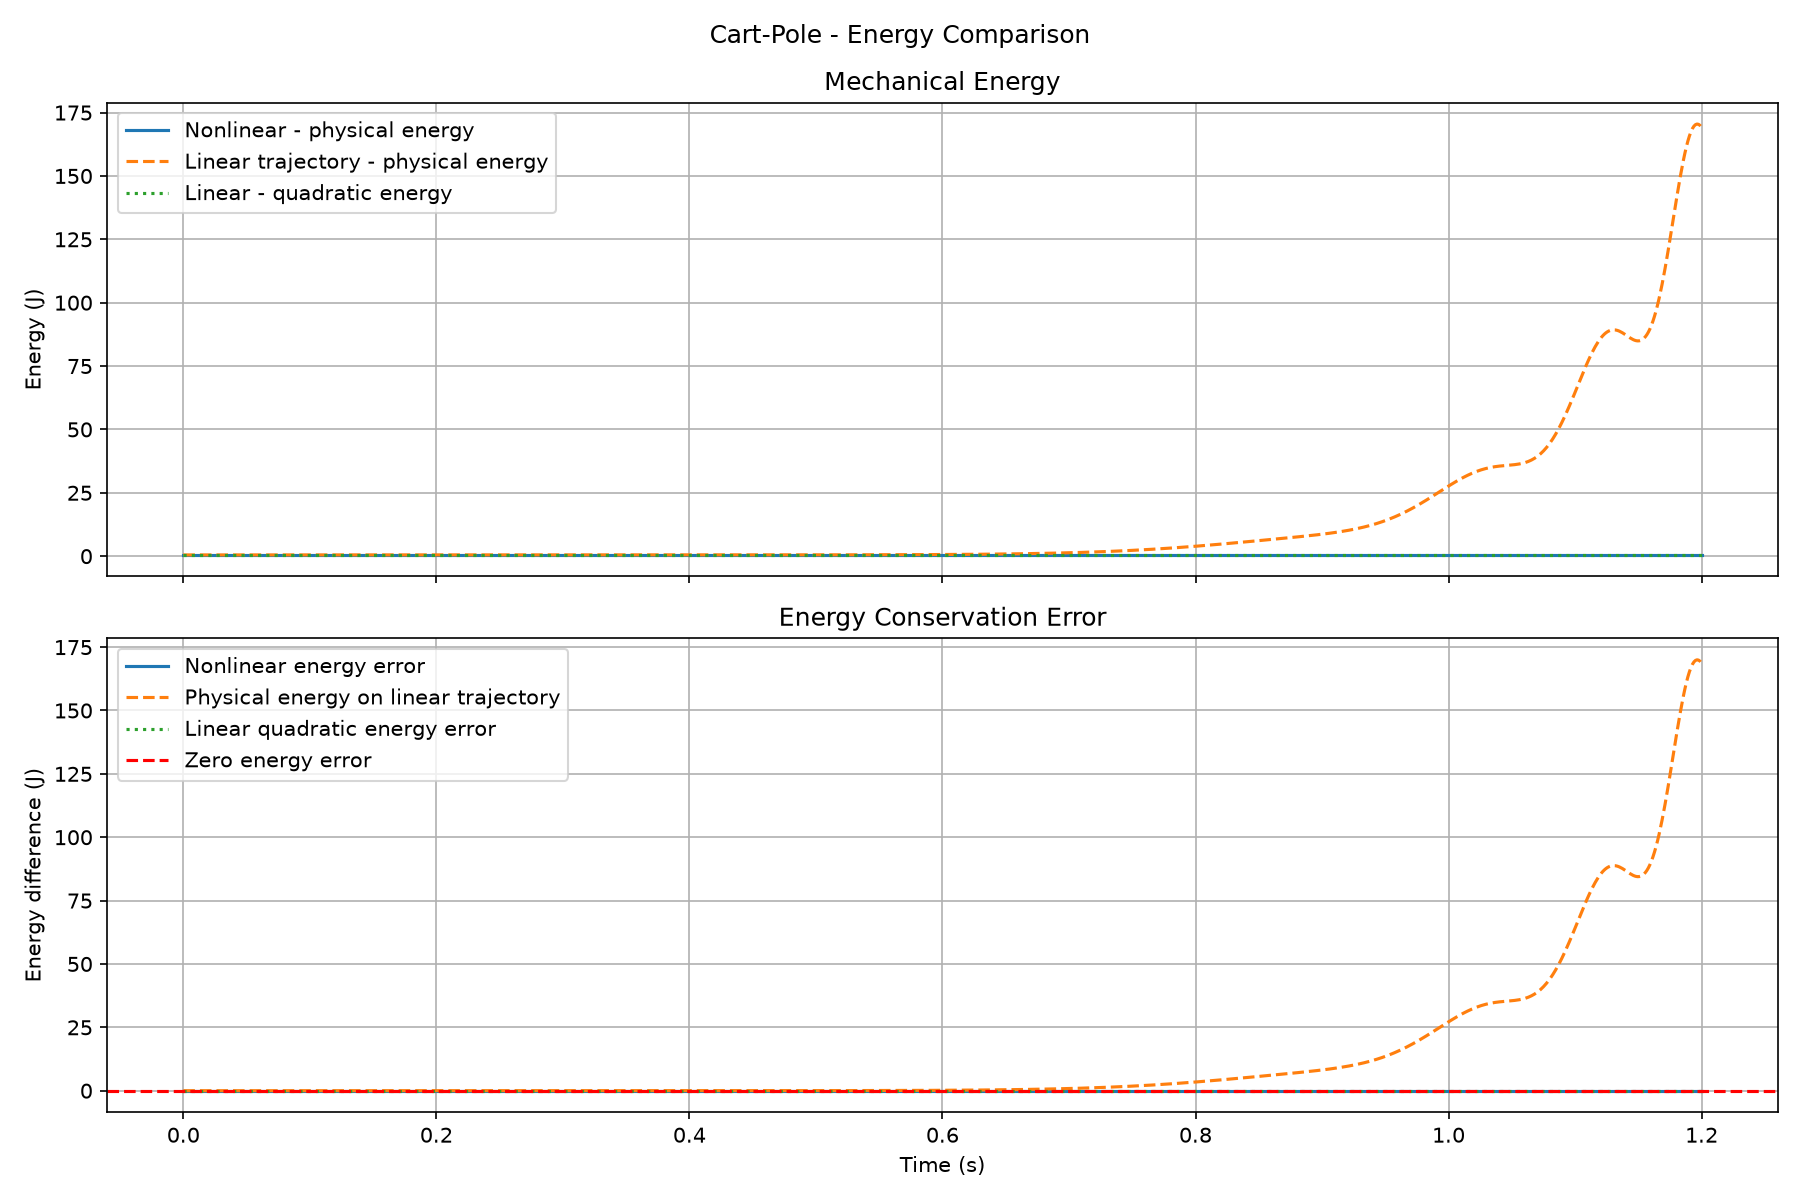 Cart-Pole - Energy Comparison
Mechanical Energy
Energy (J)
175
150
125
100
75
50
25
0
Nonlinear - physical energy
Linear trajectory - physical energy
Linear - quadratic energy
Energy Conservation Error
Energy difference (J)
175
150
125
100
75
50
25
0
Nonlinear energy error
Physical energy on linear trajectory
Linear quadratic energy error
Zero energy error
0.0 0.2 0.4 0.6 0.8 1.0 1.2
Time (s)